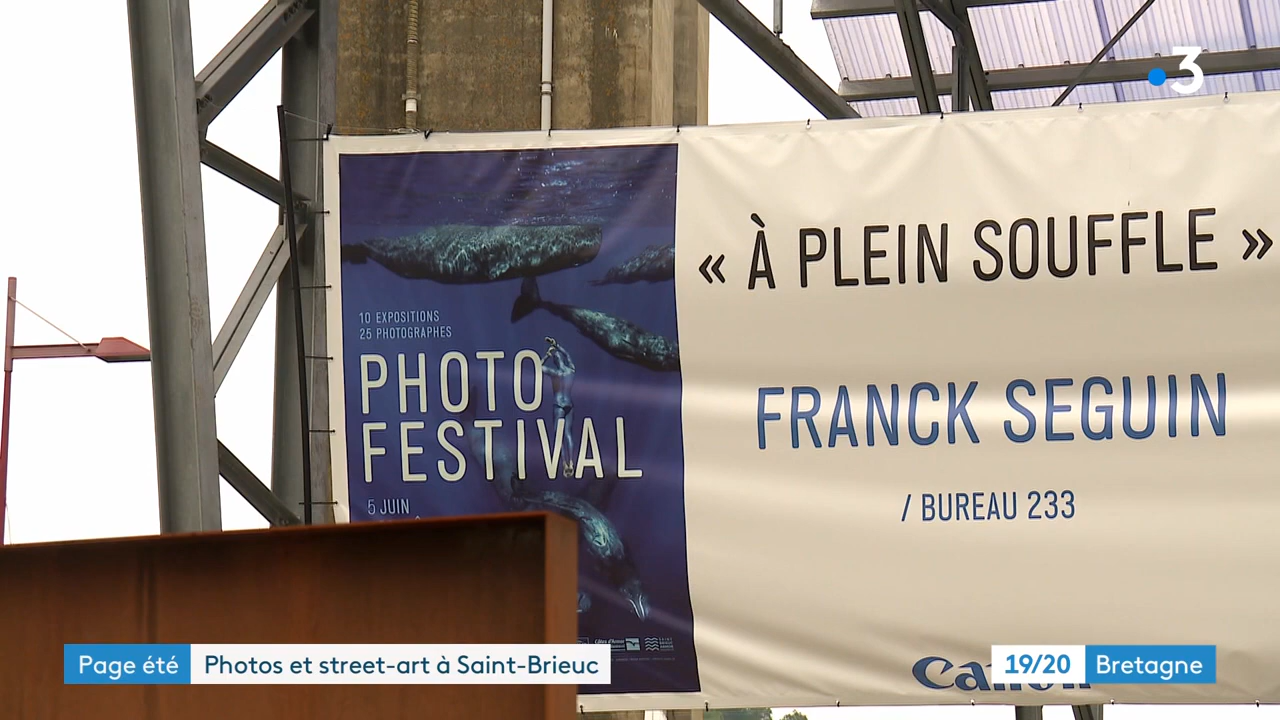 3
« À PLEIN SOUFFLE »
10 EXPOSITIONS
25 PHOTOGRAPHES
PHOTO
FESTIVAL
5 JUIN
FRANCK SEGUIN
/ BUREAU 233
Canon
Page été
Photos et street-art à Saint-Brieuc
19/20
Bretagne